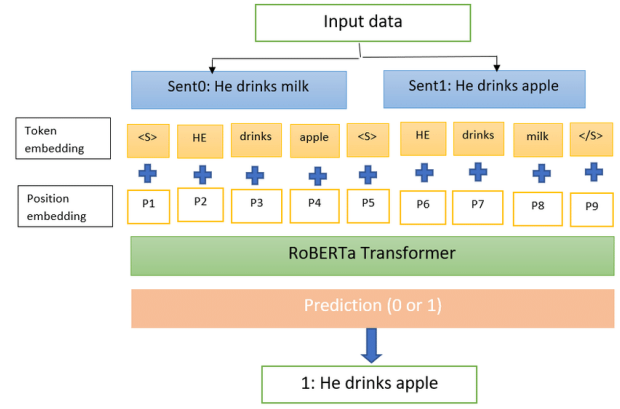 Input data
Sent0: He drinks milk
Sent1: He drinks apple
Token embedding
<S> HE drinks apple <S> HE drinks milk </S>
Position embedding
P1 P2 P3 P4 P5 P6 P7 P8 P9
RoBERTa Transformer
Prediction (0 or 1)
1: He drinks apple